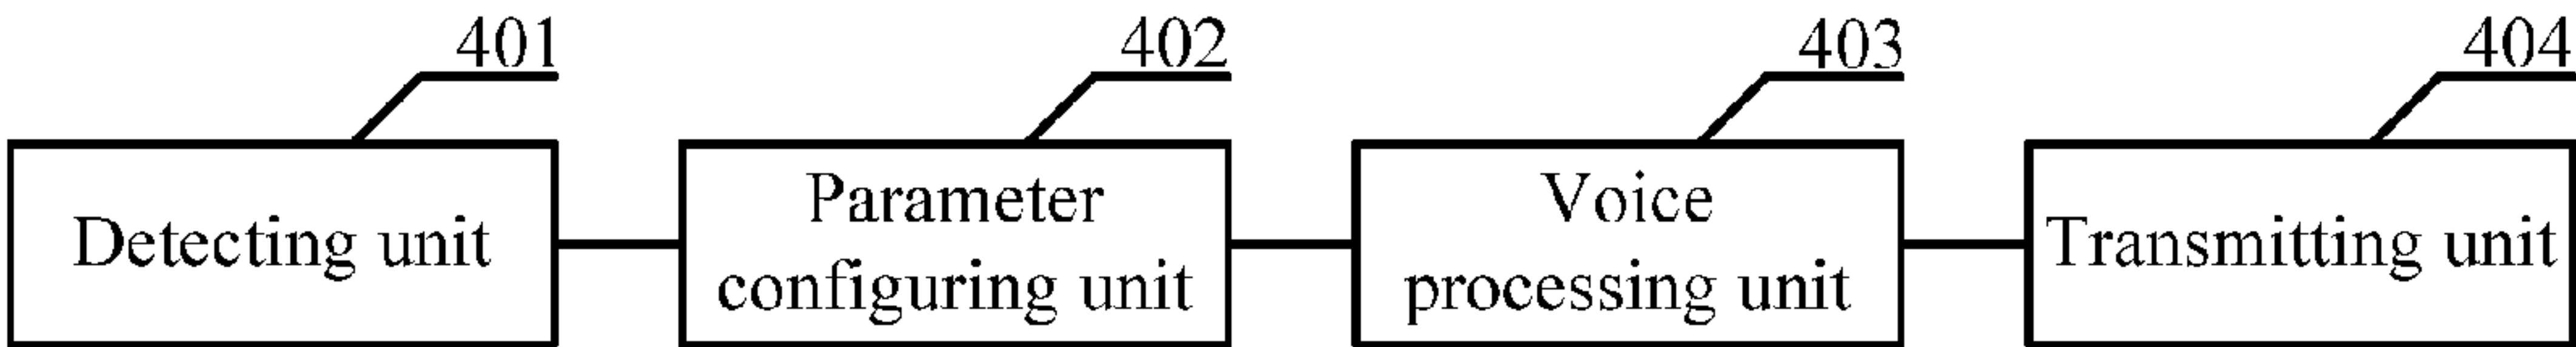 401
402
403
404
Detecting unit
Parameter
configuring unit
Voice
processing unit
Transmitting unit